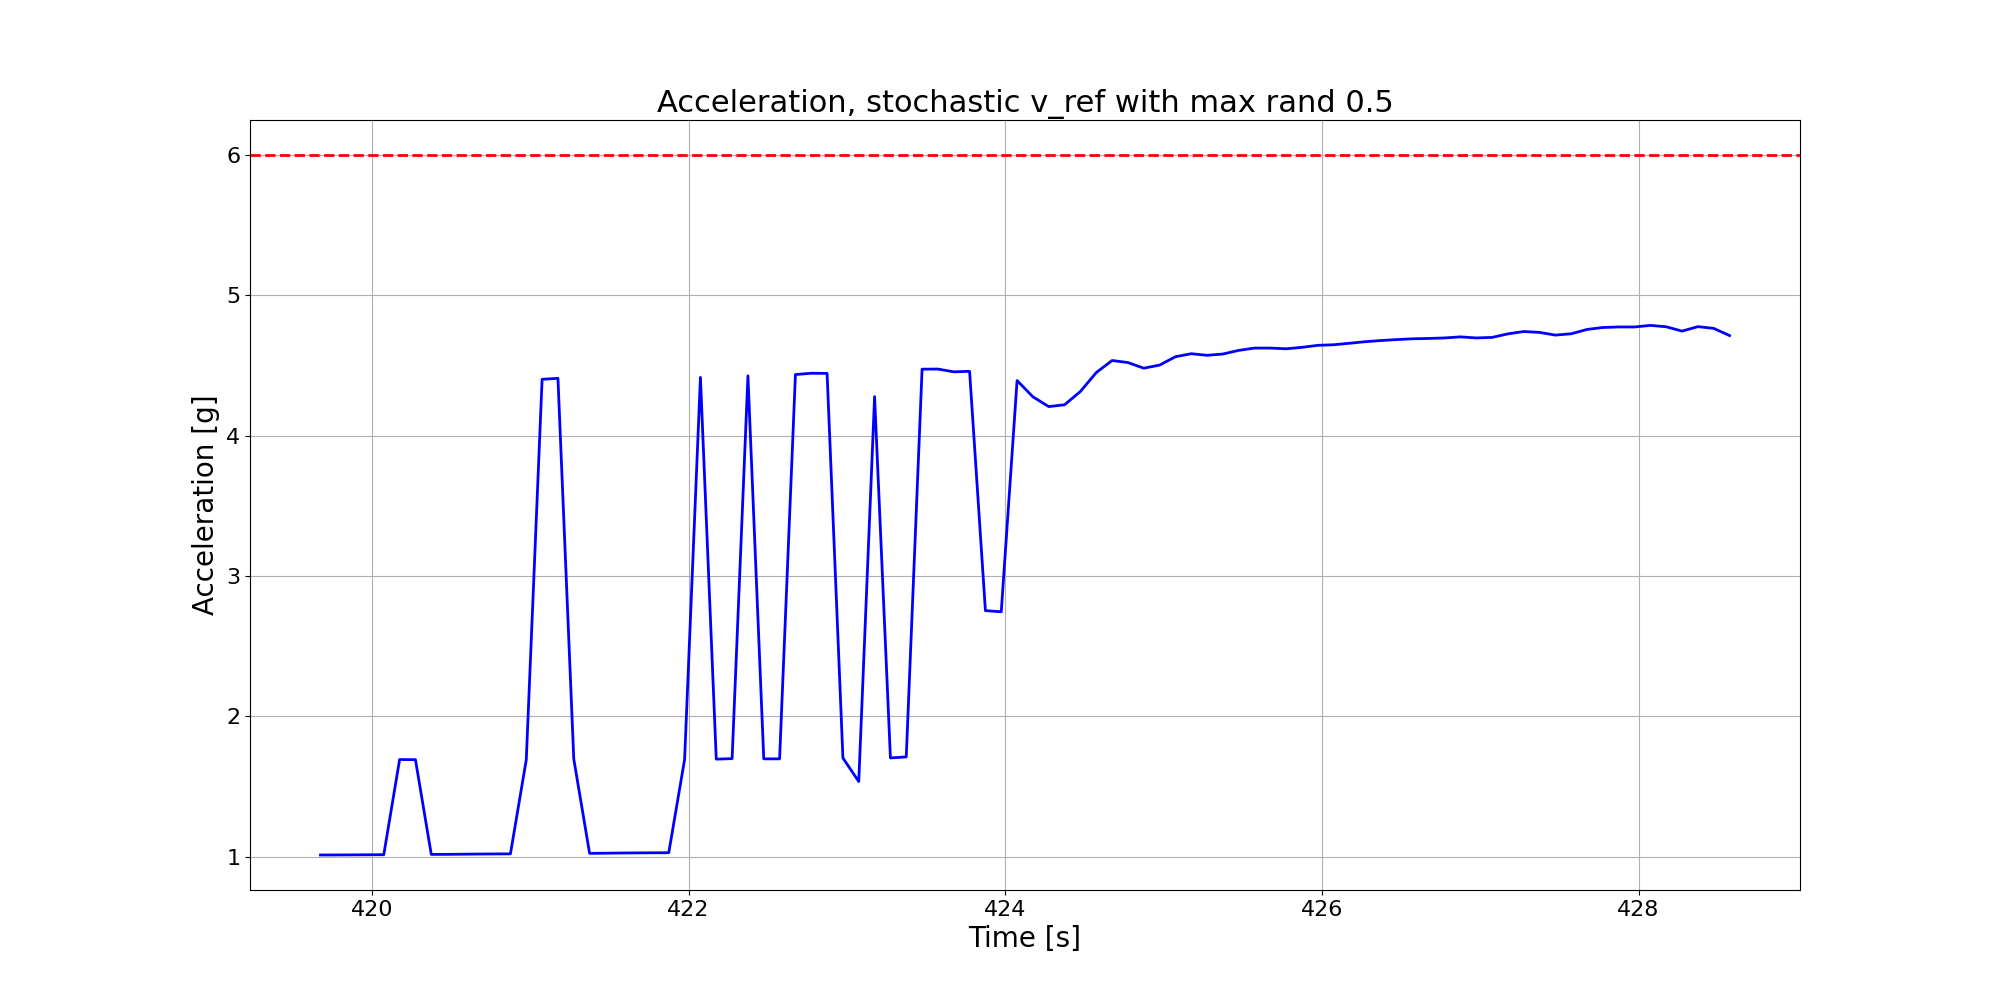 Acceleration, stochastic v_ref with max rand 0.5
6
5
4
3
2
1
Acceleration [g]
420 422 424 426 428
Time [s]